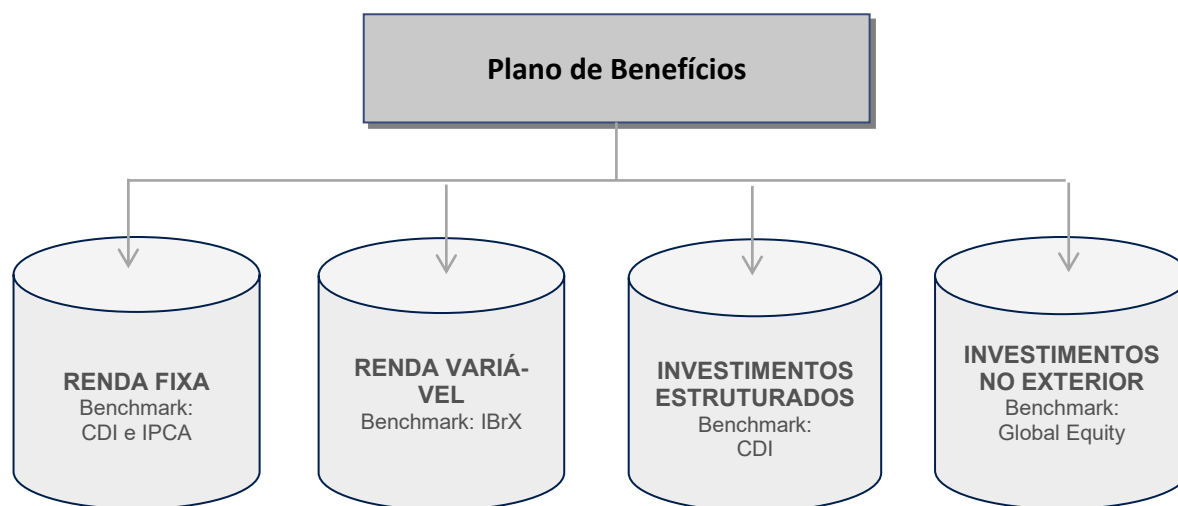 Plano de Benefícios
RENDA FIXA
Benchmark:
CDI e IPCA
RENDA VARIÁ-
VEL
Benchmark: IBrX
INVESTIMENTOS
ESTRUTURADOS
Benchmark:
CDI
INVESTIMENTOS
NO EXTERIOR
Benchmark:
Global Equity